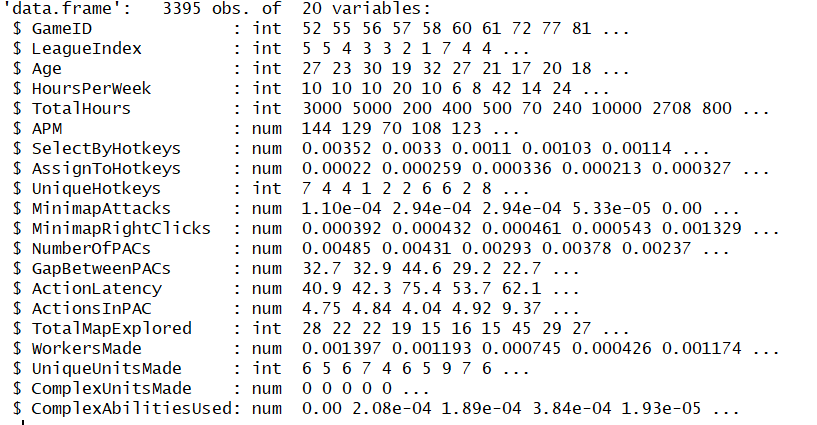 'data.frame':   3395 obs. of  20 variables:
 $ GameID              : int  52 55 56 57 58 60 61 72 77 81 ...
 $ LeagueIndex         : int  5 5 4 3 3 2 1 7 4 4 ...
 $ Age                 : int  27 23 30 19 32 27 21 17 20 18 ...
 $ HoursPerWeek        : int  10 10 10 20 10 6 8 42 14 24 ...
 $ TotalHours          : int  3000 5000 200 400 500 70 240 10000 2708 800 ...
 $ APM                 : num  144 129 70 108 123 ...
 $ SelectByHotkeys     : num  0.00352 0.0033 0.0011 0.00103 0.00114 ...
 $ AssignToHotkeys     : num  0.00022 0.000259 0.000336 0.000213 0.000327 ...
 $ UniqueHotkeys       : int  7 4 4 1 2 2 6 6 2 8 ...
 $ MinimapAttacks      : num  1.10e-04 2.94e-04 2.94e-04 5.33e-05 0.00 ...
 $ MinimapRightClicks  : num  0.000392 0.000432 0.000461 0.000543 0.001329 ...
 $ NumberOfPACs        : num  0.00485 0.00431 0.00293 0.00378 0.00237 ...
 $ GapBetweenPACs      : num  32.7 32.9 44.6 29.2 22.7 ...
 $ ActionLatency       : num  40.9 42.3 75.4 53.7 62.1 ...
 $ ActionsInPAC        : num  4.75 4.84 4.04 4.92 9.37 ...
 $ TotalMapExplored    : int  28 22 22 19 15 16 15 45 29 27 ...
 $ WorkersMade         : num  0.001397 0.001193 0.000745 0.000426 0.001174 ...
 $ UniqueUnitsMade     : int  6 5 6 7 4 6 5 9 7 6 ...
 $ ComplexUnitsMade    : num  0 0 0 0 0 ...
 $ ComplexAbilitiesUsed: num  0.00 2.08e-04 1.89e-04 3.84e-04 1.93e-05 ...